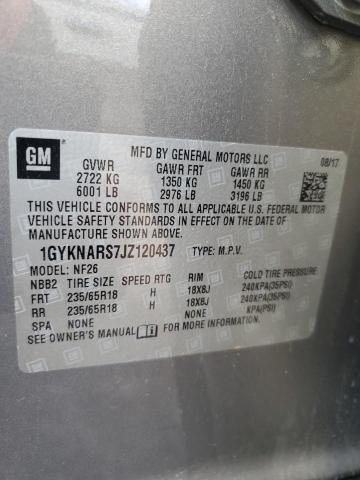 GM
MFD BY GENERAL MOTORS LLC 08/17
GVWR GAWR FRT GAWR RR
2722 KG 1350 KG 1450 KG
6001 LB 2976 LB 3196 LB
THIS VEHICLE CONFORMS TO ALL APPLICABLE U.S. FEDERAL MOTOR
VEHICLE SAFETY STANDARDS IN EFFECT ON THE DATE OF
MANUFACTURE SHOWN ABOVE.
1GYKNARS7JZ120437 TYPE: M.P.V.
MODEL: NF26
NBB2 TIRE SIZE SPEED RTG RIM COLD TIRE PRESSURE
FRT 235/65R18 H 18X8J 240KPA(35PSI)
RR 235/65R18 H 18X8J 240KPA(35PSI)
SPA NONE NONE KPA(PSI)
SEE OWNER'S MANUAL